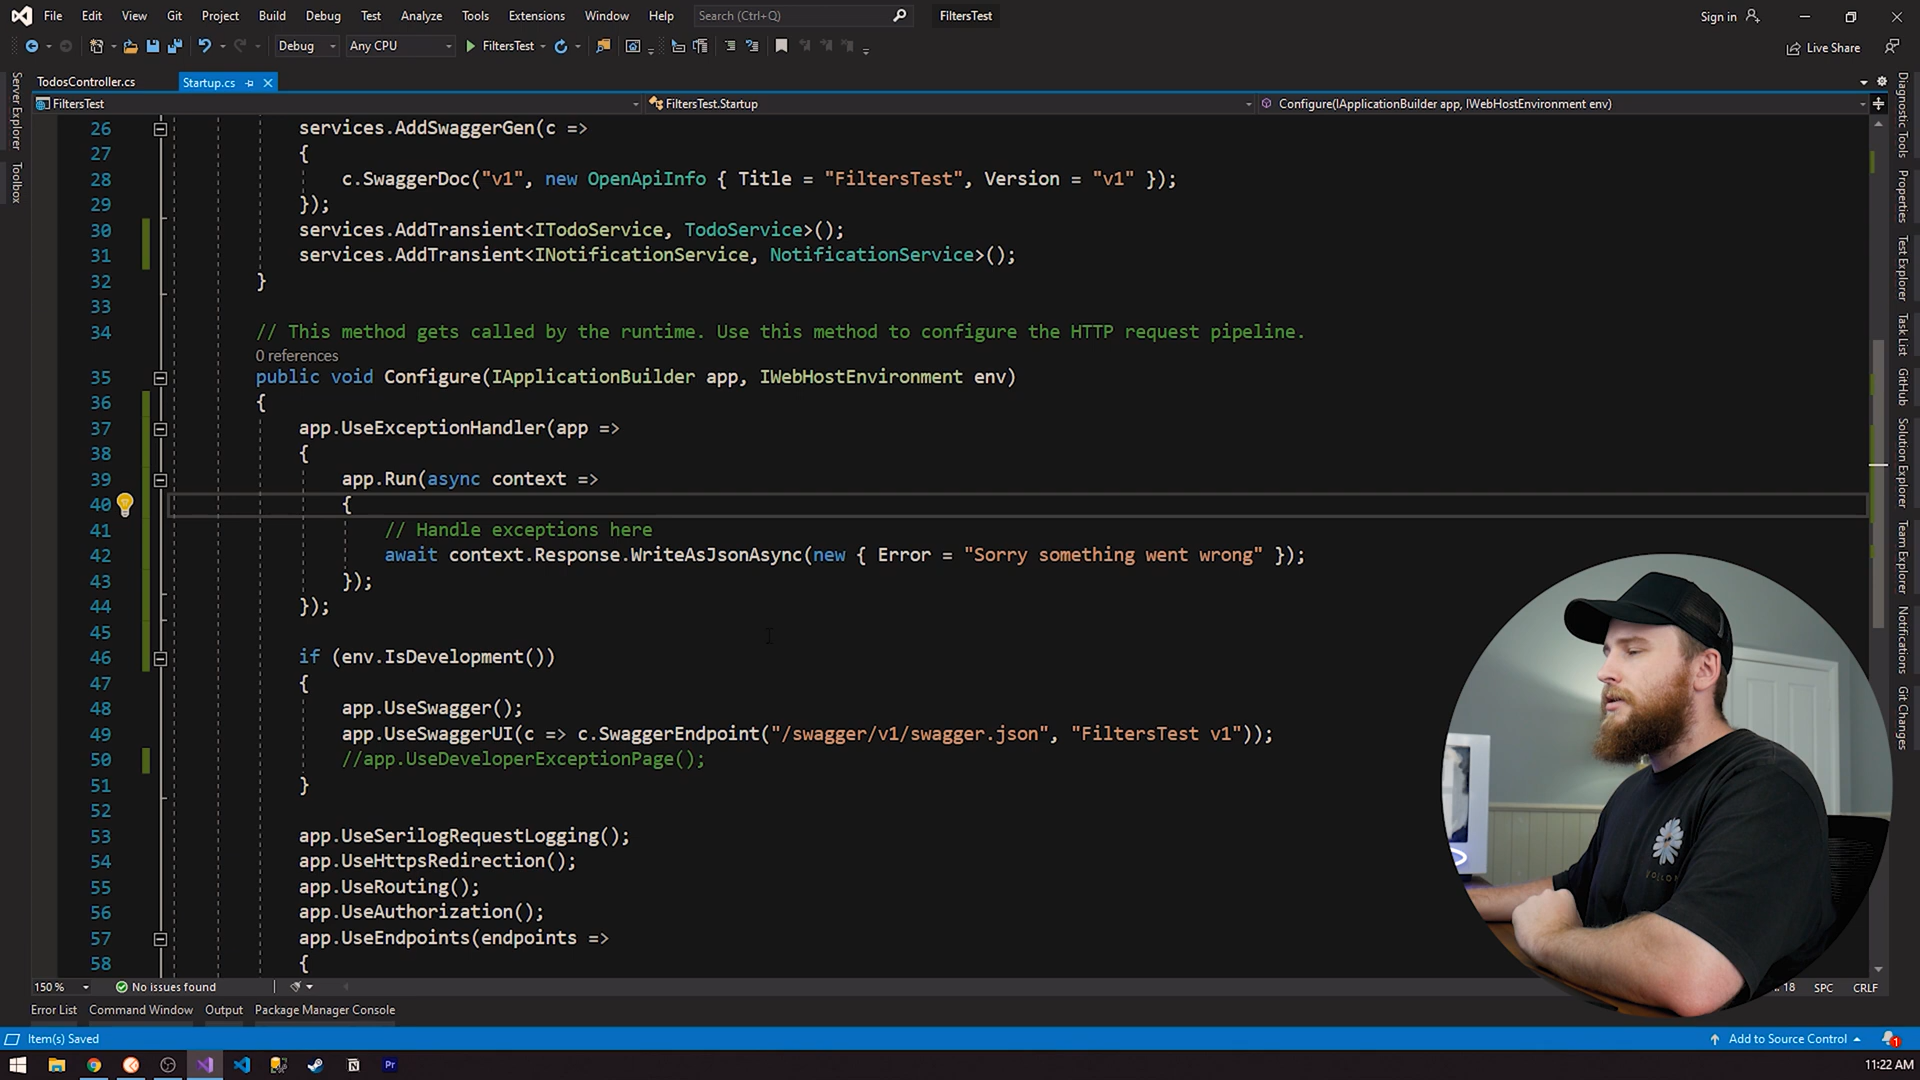 File Edit View Git Project Build Debug Test Analyze Tools Extensions Window Help Search (Ctrl+Q) FiltersTest Sign in
Debug Any CPU FiltersTest Live Share
TodosController.cs Startup.cs
FiltersTest FiltersTest.Startup Configure(IApplicationBuilder app, IWebHostEnvironment env)
Server Explorer
Toolbox
26 services.AddSwaggerGen(c =>
27 {
28 c.SwaggerDoc("v1", new OpenApiInfo { Title = "FiltersTest", Version = "v1" });
29 });
30 services.AddTransient<ITodoService, TodoService>();
31 services.AddTransient<INotificationService, NotificationService>();
32 }
33
34 // This method gets called by the runtime. Use this method to configure the HTTP request pipeline.
0 references
35 public void Configure(IApplicationBuilder app, IWebHostEnvironment env)
36 {
37 app.UseExceptionHandler(app =>
38 {
39 app.Run(async context =>
40 {
41 // Handle exceptions here
42 await context.Response.WriteAsJsonAsync(new { Error = "Sorry something went wrong" });
43 });
44 });
45
46 if (env.IsDevelopment())
47 {
48 app.UseSwagger();
49 app.UseSwaggerUI(c => c.SwaggerEndpoint("/swagger/v1/swagger.json", "FiltersTest v1"));
50 //app.UseDeveloperExceptionPage();
51 }
52
53 app.UseSerilogRequestLogging();
54 app.UseHttpsRedirection();
55 app.UseRouting();
56 app.UseAuthorization();
57 app.UseEndpoints(endpoints =>
58 {
Diagnostic Tools
Properties
Test Explorer
Task List
GitHub
Solution Explorer
Team Explorer
Notifications
Git Changes
150 % No issues found 18 SPC CRLF
Error List Command Window Output Package Manager Console
Item(s) Saved Add to Source Control 1
Pr 11:22 AM